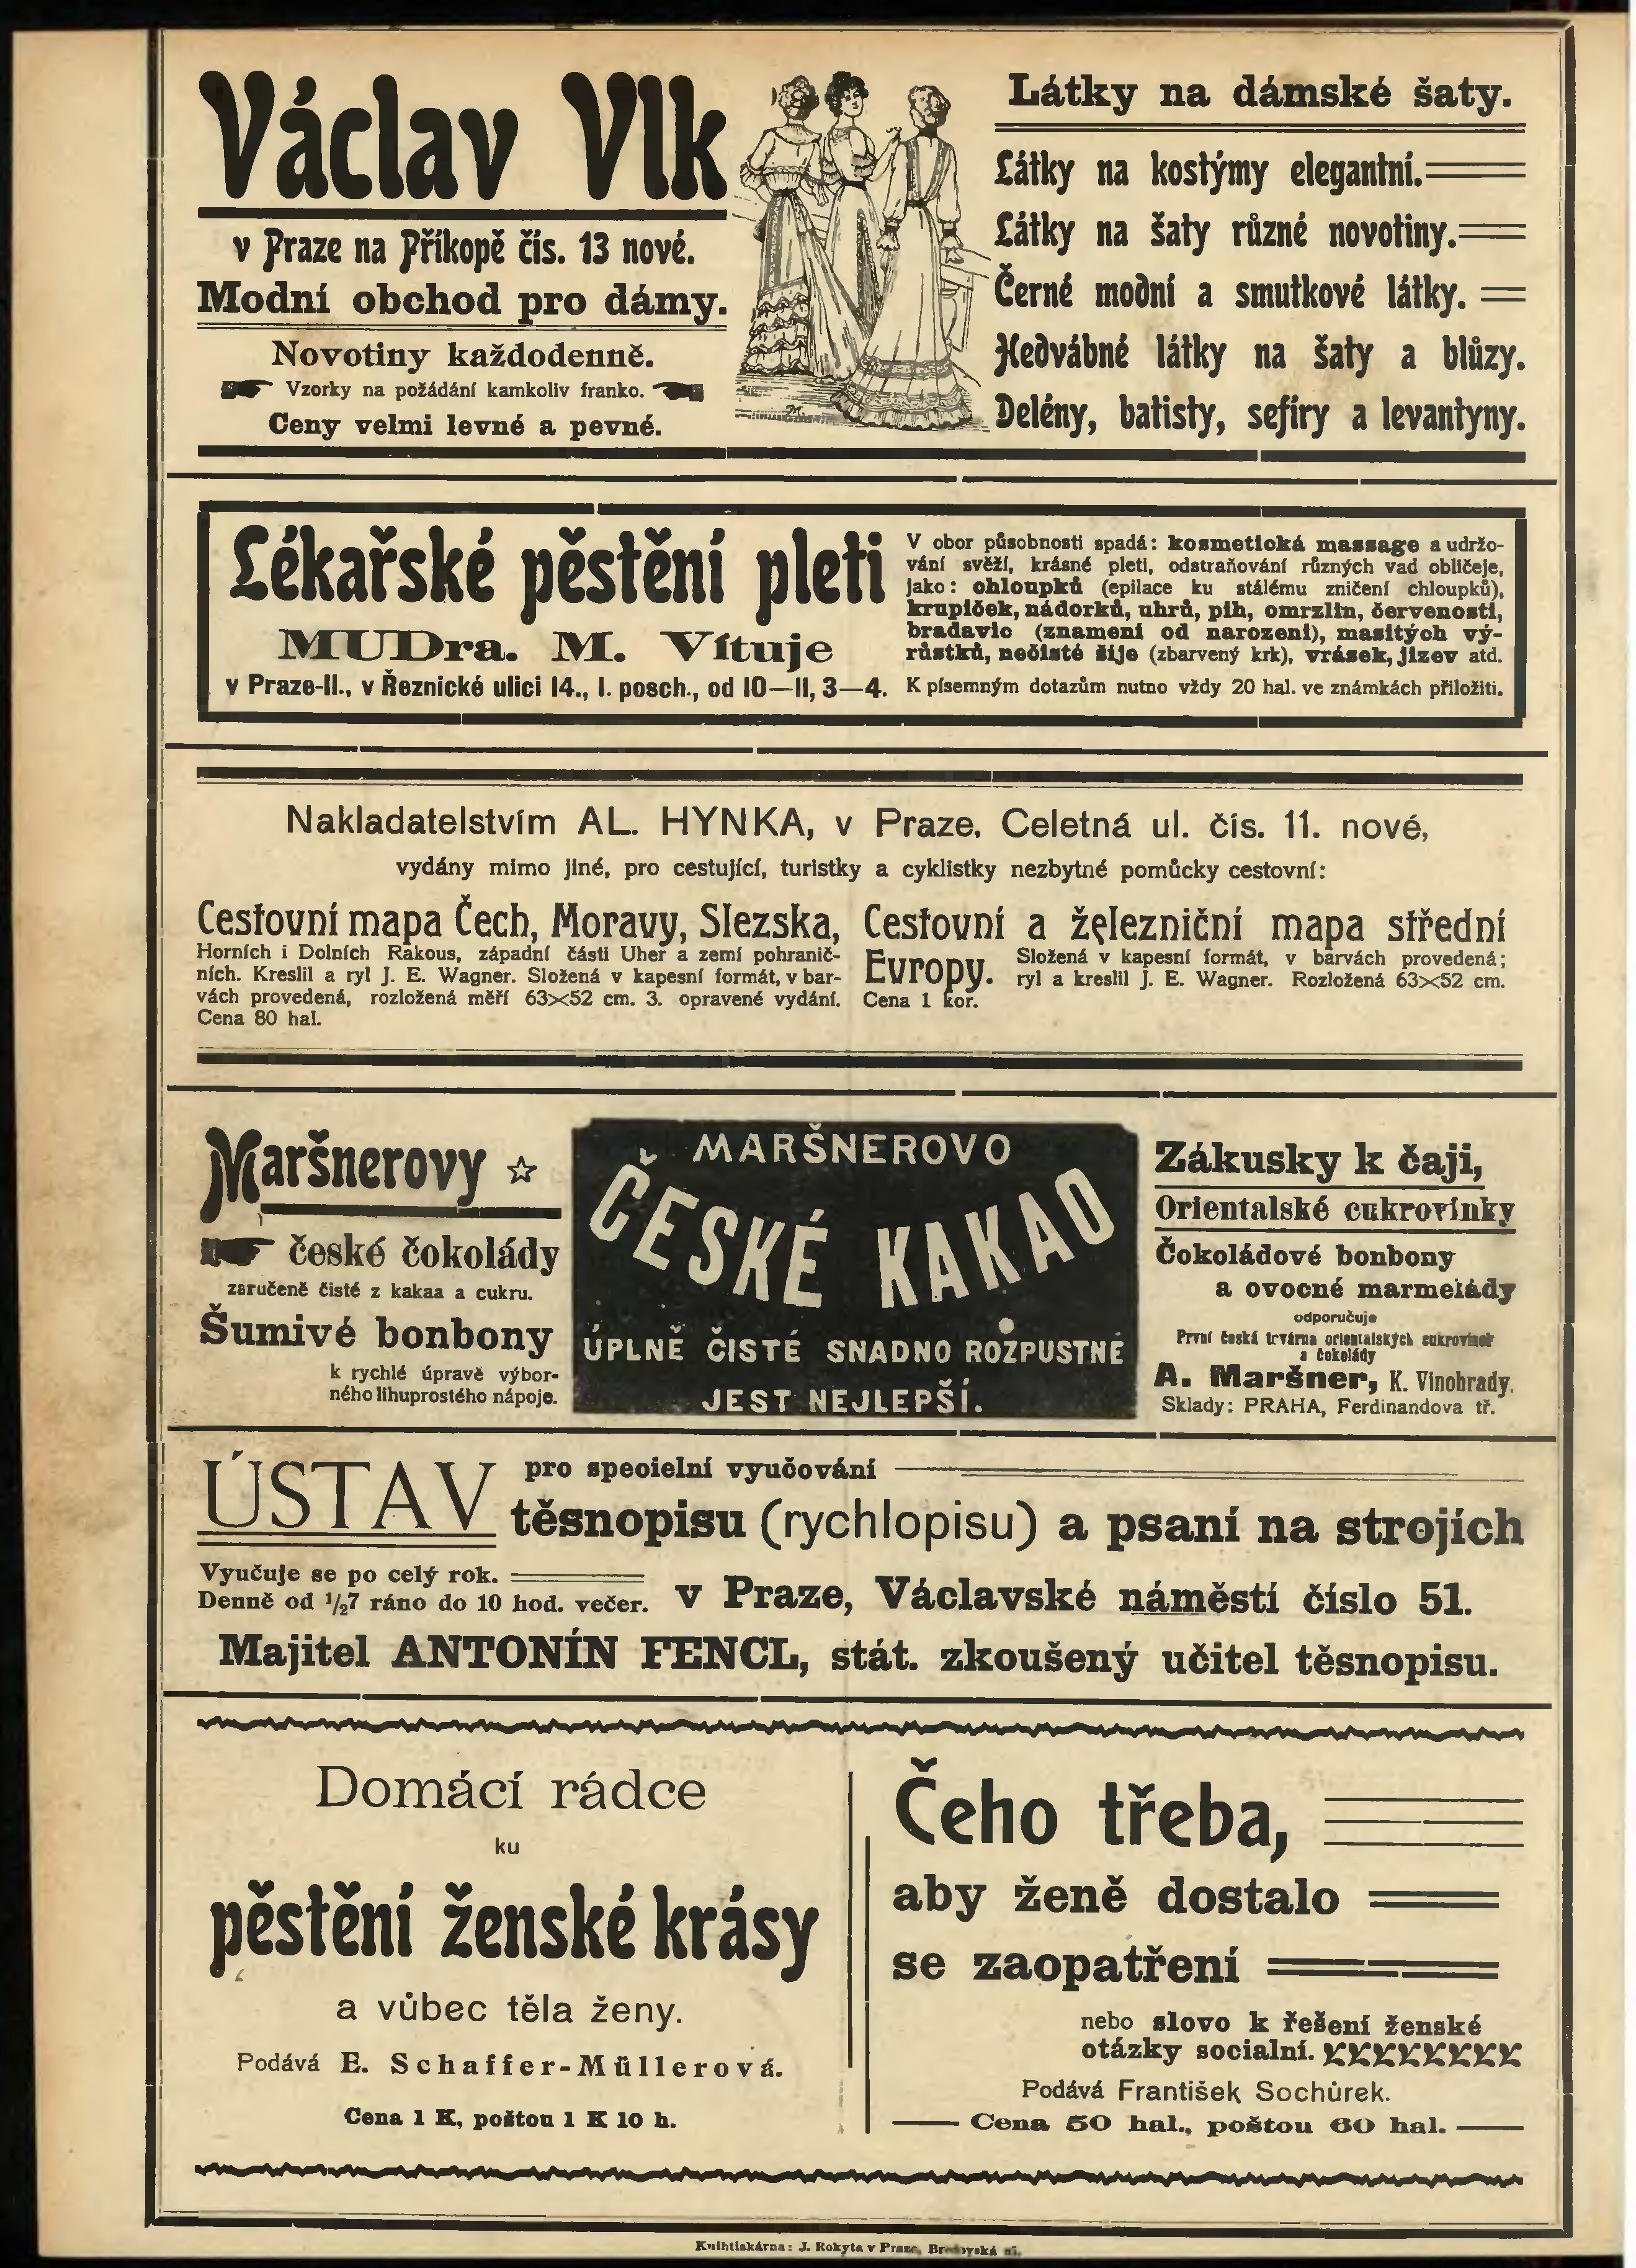 Václav Vlk
v Praze na Příkopě čís. 13 nové.
Modní obchod pro dámy.
Novotiny každodenně.
Vzorky na požádání kamkoliv franko.
Ceny velmi levné a pevné.
Látky na dámské šaty.
Látky na kostýmy elegantní.
Látky na šaty různé novotiny.
Černé modní a smutkové látky.
Hedvábné látky na šaty a blůzy.
Delény, batisty, sefíry a levantyny.
Lékařské pěstění pleti
MUDra. M. Vítuje
v Praze-II., v Řeznické ulici 14., I. posch., od 10—11, 3—4.
V obor působnosti spadá: kosmetická massage a udržo-
vání svěží, krásné pleti, odstraňování různých vad obličeje,
jako: chloupků (epilace ku stálému zničení chloupků),
krupiček, nádorků, uhrů, pih, omrzlin, červenosti,
bradavic (znamení od narození), masitých vý-
růstků, nečisté šije (zbarvený krk), vrásek, jizev atd.
K písemným dotazům nutno vždy 20 hal. ve známkách přiložiti.
Nakladatelstvím AL. HYNKA, v Praze, Celetná ul. čís. 11. nové,
vydány mimo jiné, pro cestující, turistky a cyklistky nezbytné pomůcky cestovní:
Cestovní mapa Čech, Moravy, Slezska,
Horních i Dolních Rakous, západní části Uher a zemí pohranič-
ních. Kreslil a ryl J. E. Wagner. Složená v kapesní formát, v bar-
vách provedená, rozložená měří 63×52 cm. 3. opravené vydání.
Cena 80 hal.
Cestovní a železniční mapa střední
Evropy. Složená v kapesní formát, v barvách provedená;
ryl a kreslil J. E. Wagner. Rozložená 63×52 cm.
Cena 1 kor.
Maršnerovy ☆
české čokolády
zaručeně čisté z kakaa a cukru.
Šumivé bonbony
k rychlé úpravě výbor-
ného lihuprostého nápoje.
MARŠNEROVO
ČESKÉ KAKAO
ÚPLNĚ ČISTÉ SNADNO ROZPUSTNÉ
JEST NEJLEPŠÍ.
Zákusky k čaji,
Orientalské cukrovínky
Čokoládové bonbony
a ovocné marmelády
odporučuje
První česká továrna orientalských cukrovinek
a čokolády
A. Maršner, K. Vinohrady.
Sklady: PRAHA, Ferdinandova tř.
ÚSTAV pro specielní vyučování
těsnopisu (rychlopisu) a psaní na strojích
Vyučuje se po celý rok.
Denně od ½7 ráno do 10 hod. večer.
v Praze, Václavské náměstí číslo 51.
Majitel ANTONÍN FENCL, stát. zkoušený učitel těsnopisu.
Domácí rádce
ku
pěstění ženské krásy
a vůbec těla ženy.
Podává E. Schaffer-Müllerová.
Cena 1 K, poštou 1 K 10 h.
Čeho třeba,
aby ženě dostalo
se zaopatření
nebo slovo k řešení ženské
otázky socialní.
Podává František Sochůrek.
Cena 50 hal., poštou 60 hal.
Knihtiskárna: J. Rokyta v Praze, Bredovská ul.